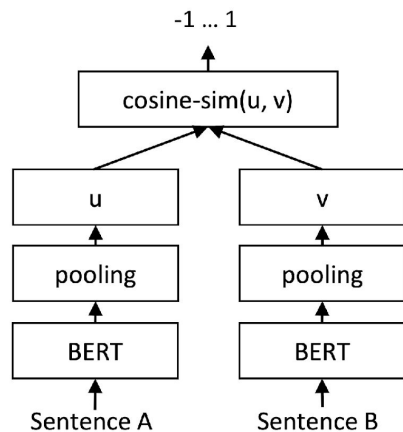 -1 ... 1
cosine-sim(u, v)
u v
pooling pooling
BERT BERT
Sentence A Sentence B